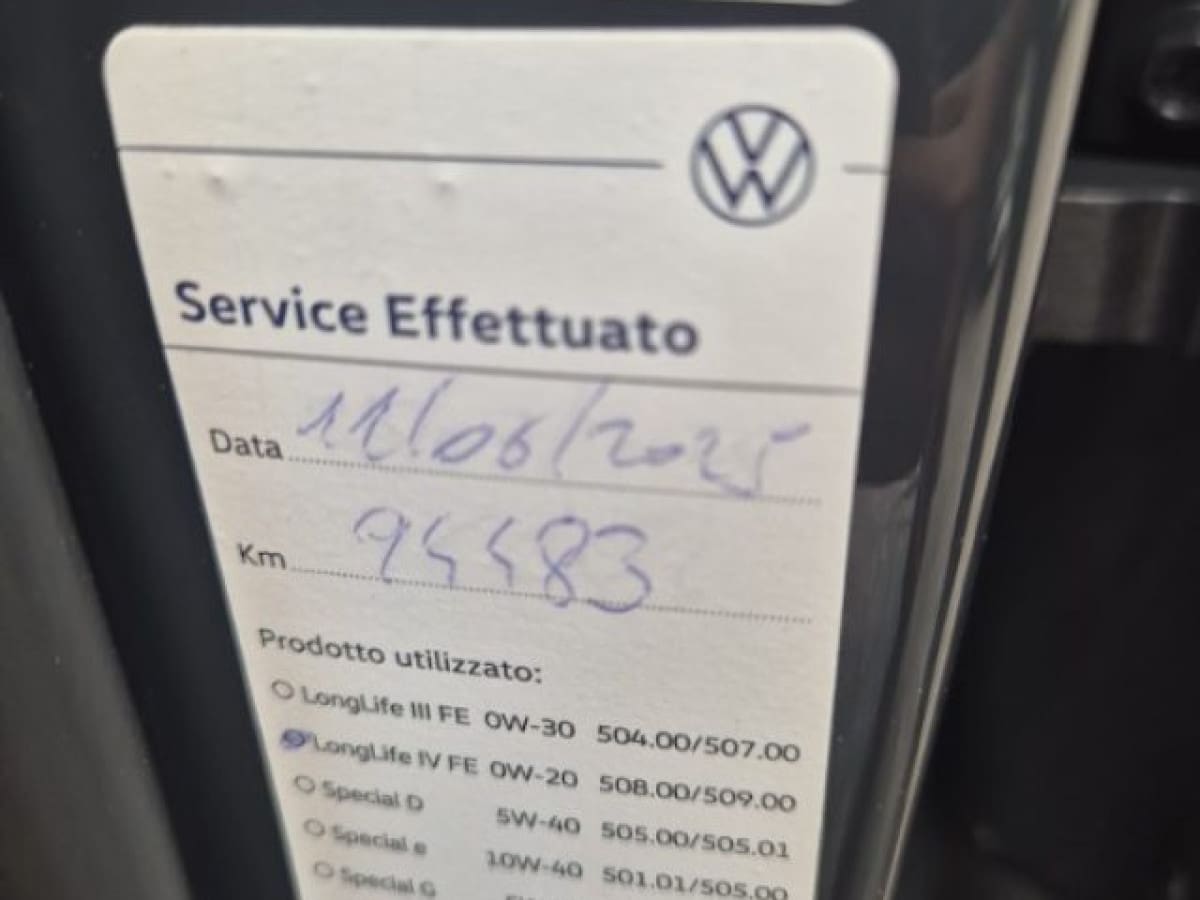 Service Effettuato
Data 11/06/2025
Km 94483
Prodotto utilizzato:
LongLife III FE 0W-30 504.00/507.00
LongLife IV FE 0W-20 508.00/509.00
Special D 5W-40 505.00/505.01
Special e 10W-40 501.01/505.00
Special G